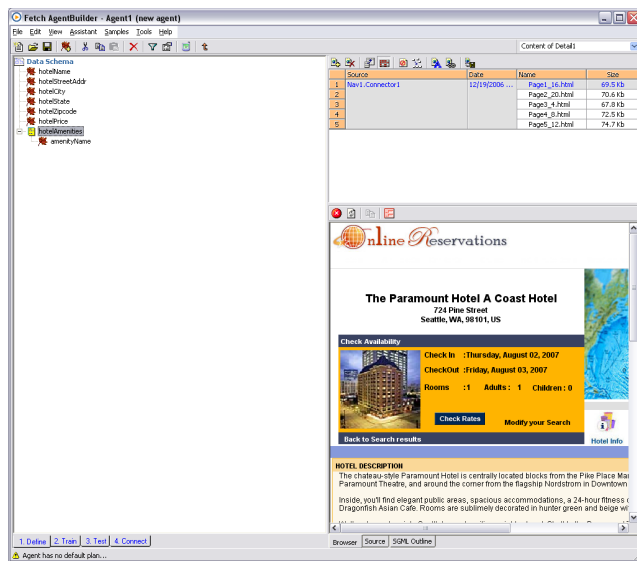 Fetch AgentBuilder - Agent1 (new agent)
File Edit View Assistant Samples Tools Help
Content of Detail1
Data Schema
hotelName
hotelStreetAddr
hotelCity
hotelState
hotelZipcode
hotelPrice
hotelAmenities
amenityName
Source Date Name Size
1 Nav1.Connector1 12/19/2006 ... Page1_16.html 69.5 Kb
2 Page2_20.html 70.6 Kb
3 Page3_4.html 67.8 Kb
4 Page4_8.html 72.5 Kb
5 Page5_12.html 74.7 Kb
Online Reservations
The Paramount Hotel A Coast Hotel
724 Pine Street
Seattle, WA, 98101, US
Check Availability
Check In :Thursday, August 02, 2007
CheckOut :Friday, August 03, 2007
Rooms :1 Adults : 1 Children : 0
Check Rates Modify your Search
Back to Search results
Hotel Info
HOTEL DESCRIPTION
The chateau-style Paramount Hotel is centrally located blocks from the Pike Place Mar
Paramount Theatre, and around the corner from the flagship Nordstrom in Downtown
Inside, you'll find elegant public areas, spacious accommodations, a 24-hour fitness c
Dragonfish Asian Cafe. Rooms are sublimely decorated in hunter green and beige wi
1. Define 2. Train 3. Test 4. Connect
Browser Source SGML Outline
Agent has no default plan...